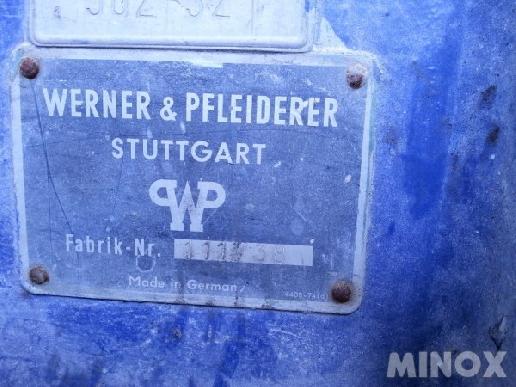 WERNER & PFLEIDERER
STUTTGART
WP
Fabrik-Nr.
Made in Germany
MINOX